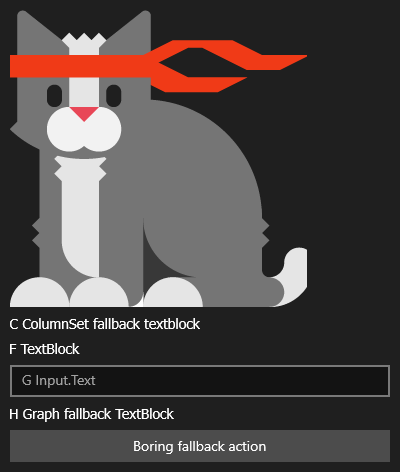 C ColumnSet fallback textblock
F TextBlock
G Input.Text
H Graph fallback TextBlock
Boring fallback action